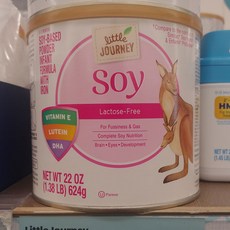 little
JOURNEY
SOY-BASED
POWDER
INFANT
FORMULA
WITH
IRON
Soy
Lactose-Free
For Fussiness & Gas
Complete Soy Nutrition
Brain • Eyes • Development
VITAMIN E
LUTEIN
DHA
NET WT 22 OZ
(1.38 LB) 624g
HM
Little Journey